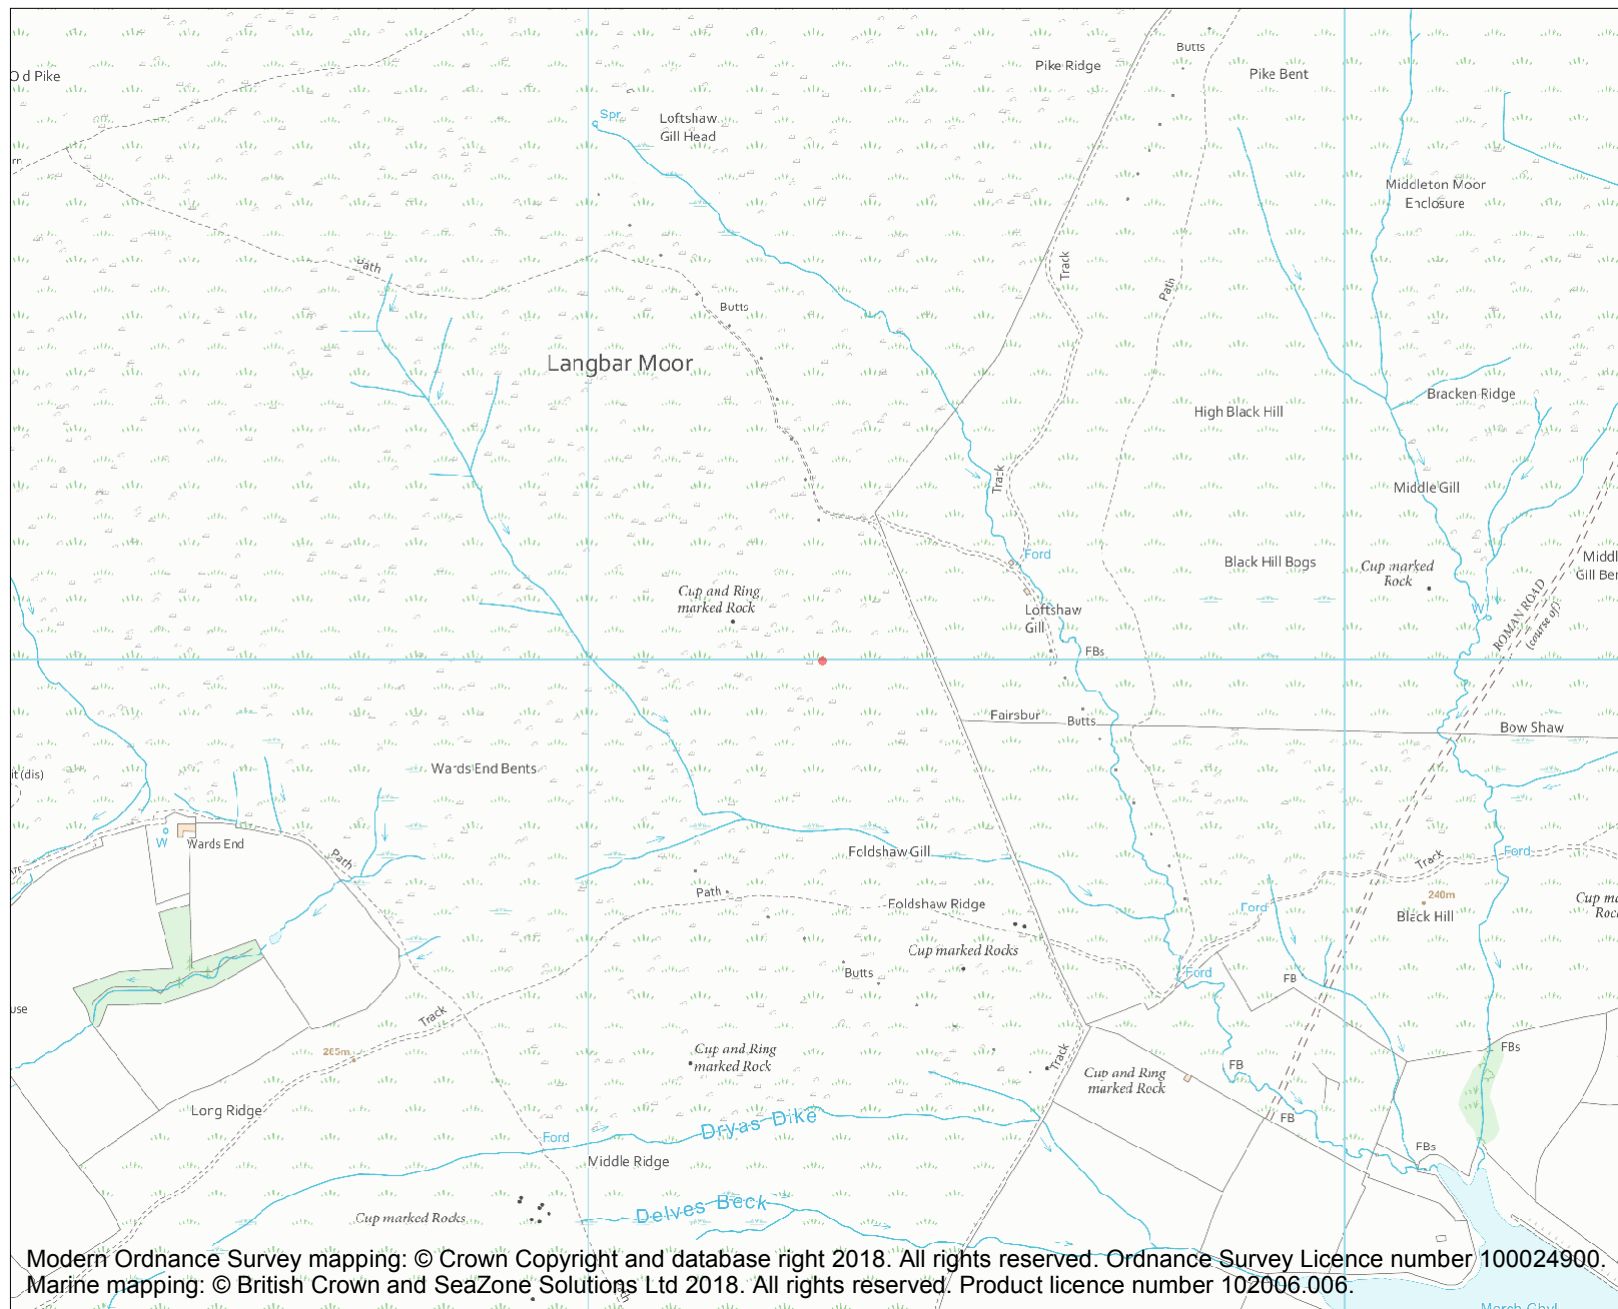 Butts
Pike Ridge
Pike Bent
Old Pike
Spr
Loftshaw
Gill Head
Middleton Moor
Enclosure
Path
Track
Path
Butts
Langbar Moor
Bracken Ridge
High Black Hill
Track
Middle Gill
Ford
Black Hill Bogs
Cup marked
Rock
Cup and Ring
marked Rock
Loftshaw
Gill
W
ROMAN ROAD
(course of)
FBs
Fairsbur
Butts
Bow Shaw
Wards End Bents
it (dis)
W
Wards End
Path
Foldshaw Gill
Track
Ford
240m
Path
Foldshaw Ridge
Ford
Black Hill
Cup marked Rocks
Butts
Ford
FB
Track
265m
Cup and Ring
marked Rock
Track
FBs
Cup and Ring
marked Rock
FB
Long Ridge
FB
Dryas Dike
Ford
Middle Ridge
FBs
Delves Beck
Cup marked Rocks
Modern Ordnance Survey mapping: © Crown Copyright and database right 2018. All rights reserved. Ordnance Survey Licence number 100024900.
Marine mapping: © British Crown and SeaZone Solutions Ltd 2018. All rights reserved. Product licence number 102006.006.